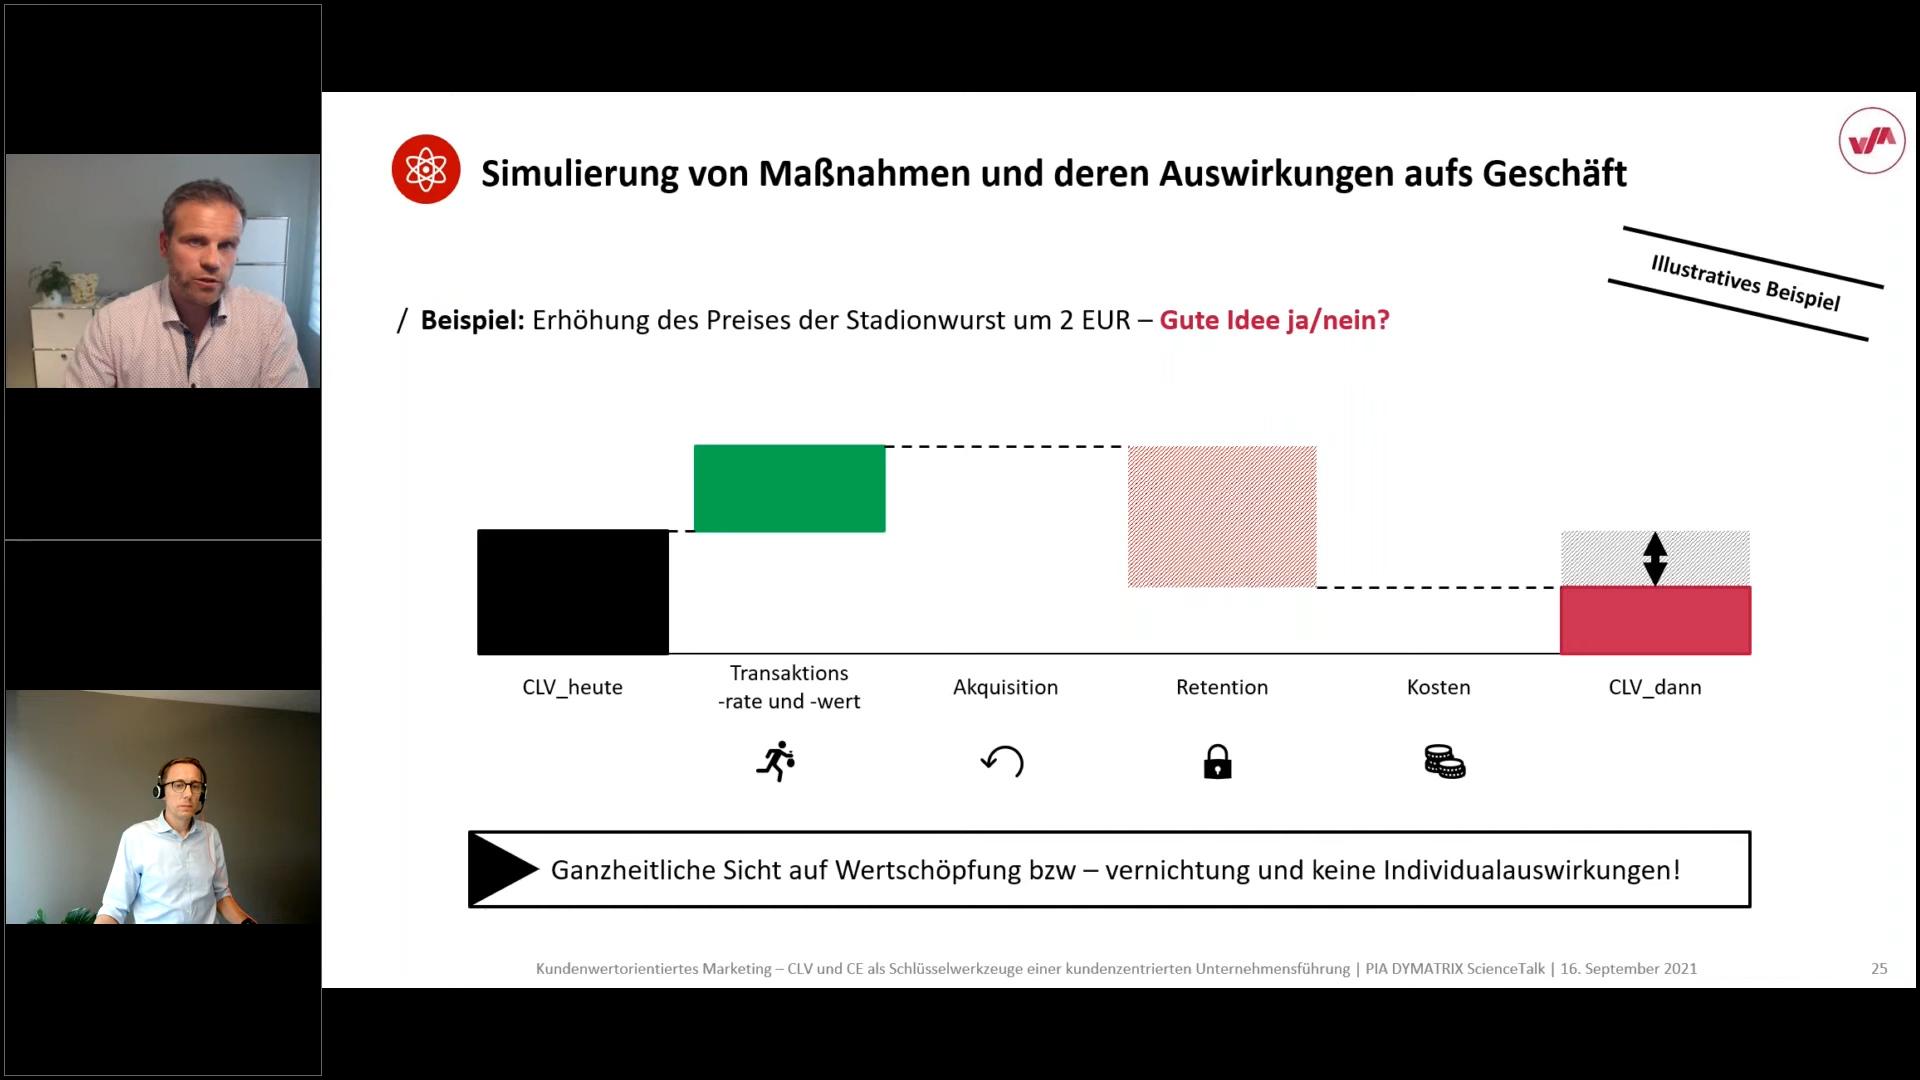 Simulierung von Maßnahmen und deren Auswirkungen aufs Geschäft
Illustratives Beispiel
/ Beispiel: Erhöhung des Preises der Stadionwurst um 2 EUR – Gute Idee ja/nein?
CLV_heute
Transaktions
-rate und -wert
Akquisition
Retention
Kosten
CLV_dann
Ganzheitliche Sicht auf Wertschöpfung bzw – vernichtung und keine Individualauswirkungen!
Kundenwertorientiertes Marketing – CLV und CE als Schlüsselwerkzeuge einer kundenzentrierten Unternehmensführung | PIA DYMATRIX ScienceTalk | 16. September 2021
25